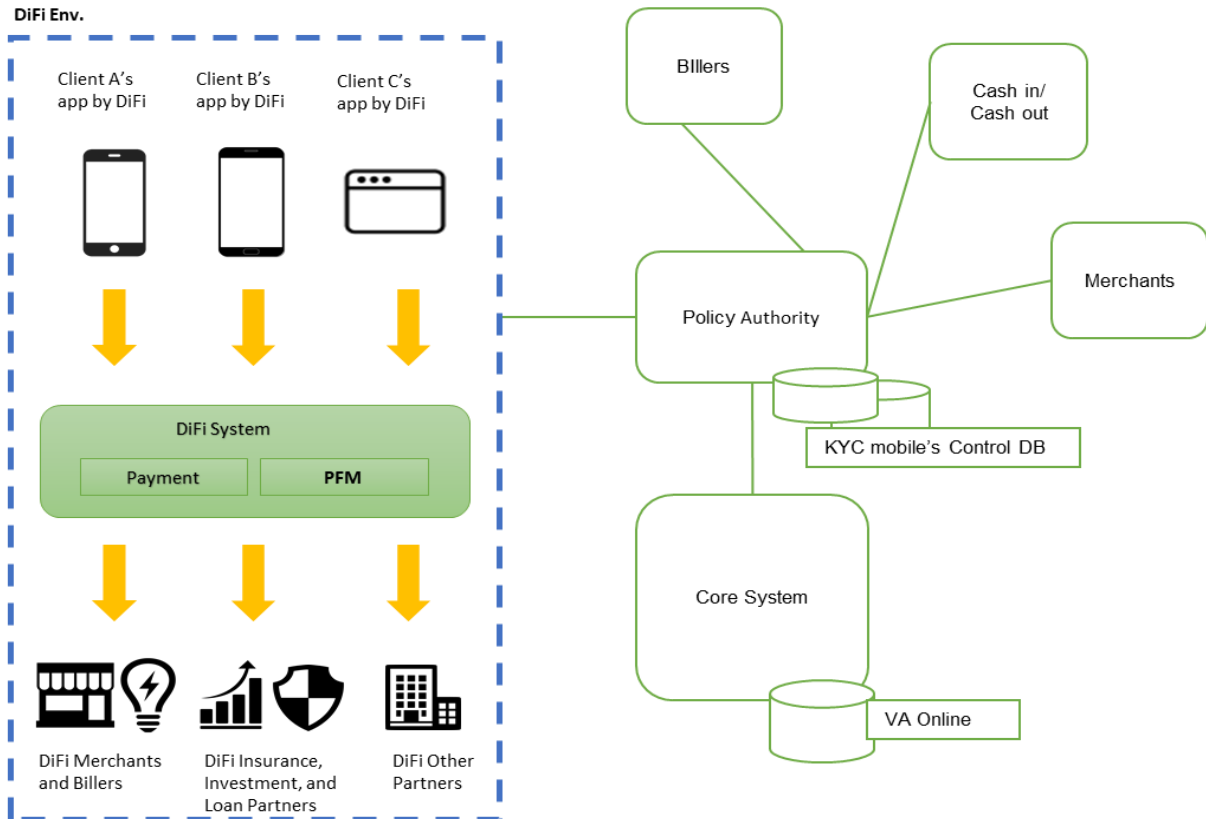 DiFi Env.
Client A's
app by DiFi
Client B's
app by DiFi
Client C's
app by DiFi
DiFi System
Payment
PFM
DiFi Merchants
and Billers
DiFi Insurance,
Investment, and
Loan Partners
DiFi Other
Partners
BIllers
Cash in/
Cash out
Merchants
Policy Authority
KYC mobile's Control DB
Core System
VA Online